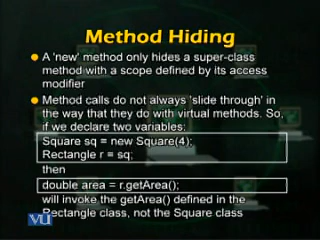 Method Hiding
A 'new' method only hides a super-class
method with a scope defined by its access
modifier
Method calls do not always 'slide through' in
the way that they do with virtual methods. So,
if we declare two variables:
Square sq = new Square(4);
Rectangle r = sq;
then
double area = r.getArea();
will invoke the getArea() defined in the
Rectangle class, not the Square class
VU